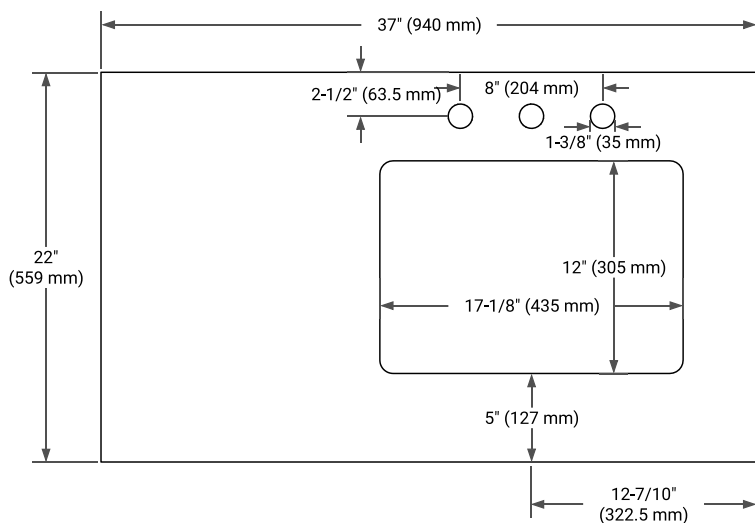 37" (940 mm)
2-1/2" (63.5 mm)
8" (204 mm)
1-3/8" (35 mm)
22"
(559 mm)
12" (305 mm)
17-1/8" (435 mm)
5" (127 mm)
12-7/10"
(322.5 mm)